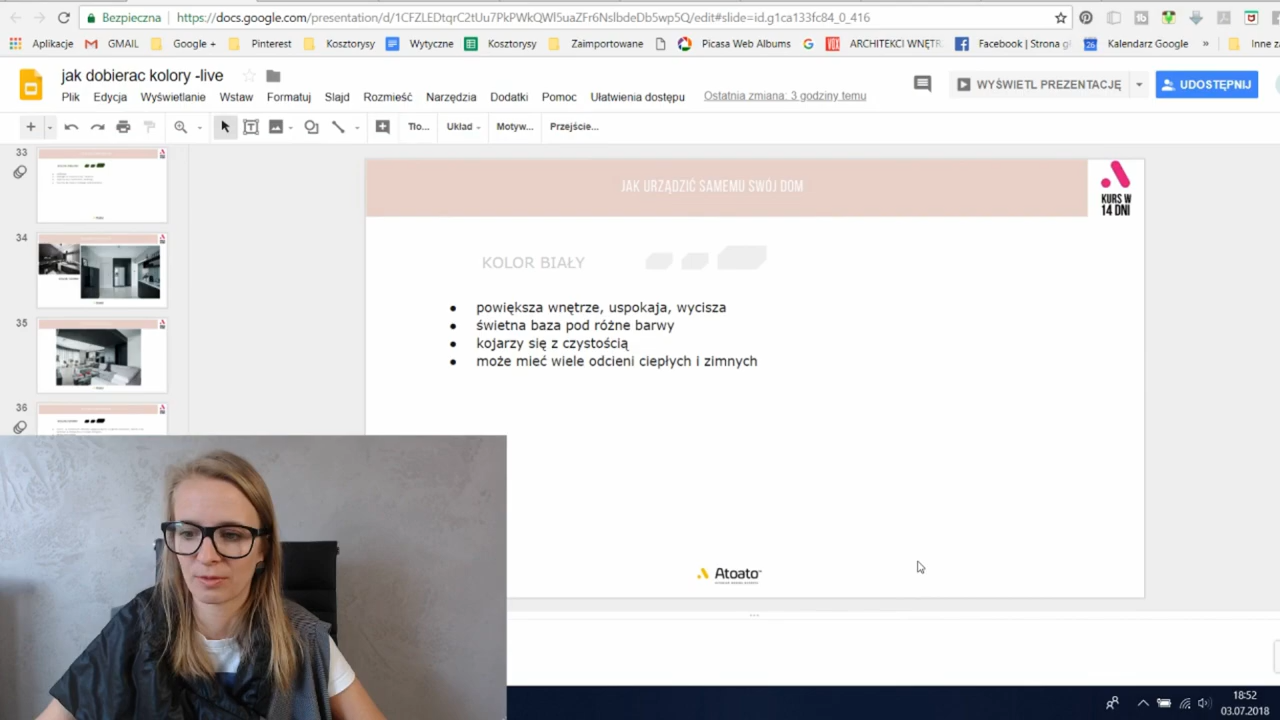 Bezpieczna
https://docs.google.com/presentation/d/1CFZLEDtqrC2tUu7PkPWkQWf5uaZFr6NslbdeDb5wp5Q/edit#slide=id.g1ca133fc84_0_416
Aplikacje GMAIL Google + Pinterest Kosztorysy Wytyczne Kosztorysy Zaimportowane Picasa Web Albums ARCHITEKCI WNĘTR Facebook | Strona Kalendarz Google » Inne
jak dobierac kolory -live
WYŚWIETL PREZENTACJĘ
UDOSTĘPNIJ
Plik Edycja Wyświetlanie Wstaw Formatuj Slajd Rozmieść Narzędzia Dodatki Pomoc Ułatwienia dostępu Ostatnia zmiana: 3 godziny temu
Tło... Układ Motyw... Przejście...
33
34
35
36
JAK URZĄDZIĆ SAMEMU SWÓJ DOM
KURS W
14 DNI
KOLOR BIAŁY
● powiększa wnętrze, uspokaja, wycisza
● świetna baza pod różne barwy
● kojarzy się z czystością
● może mieć wiele odcieni ciepłych i zimnych
Atoato
18:52
03.07.2018